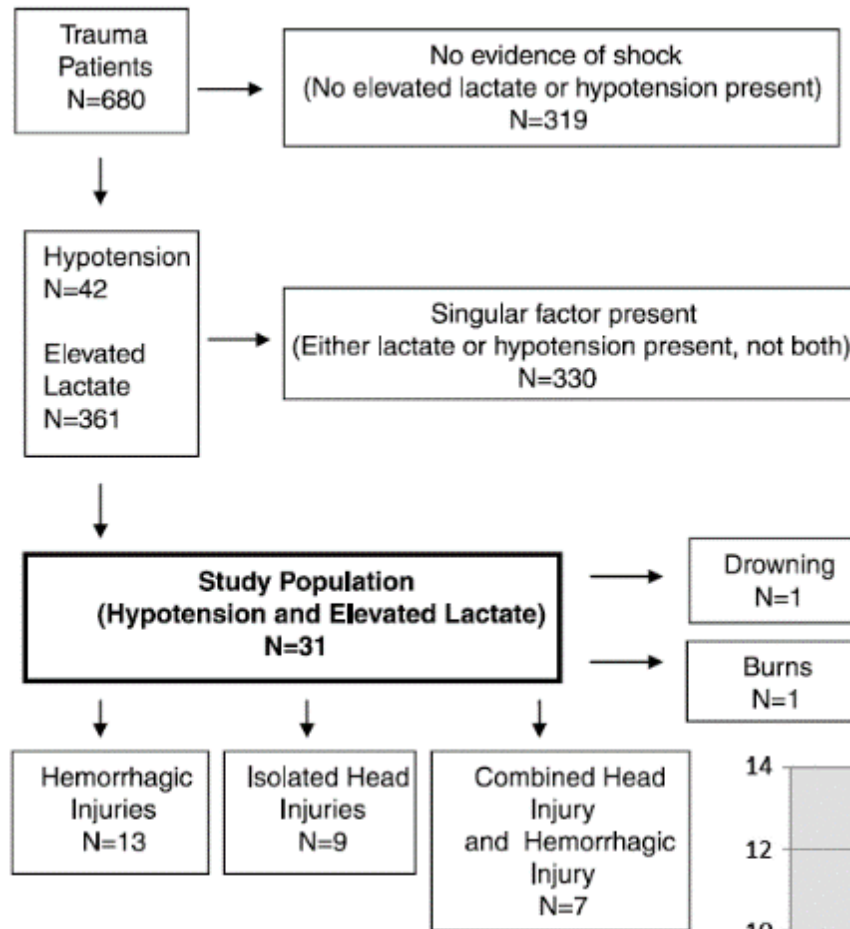 Trauma
Patients
N=680
No evidence of shock
(No elevated lactate or hypotension present)
N=319
Hypotension
N=42
Elevated
Lactate
N=361
Singular factor present
(Either lactate or hypotension present, not both)
N=330
Study Population
(Hypotension and Elevated Lactate)
N=31
Drowning
N=1
Burns
N=1
Hemorrhagic
Injuries
N=13
Isolated Head
Injuries
N=9
Combined Head
Injury
and Hemorrhagic
Injury
N=7
14
12
10